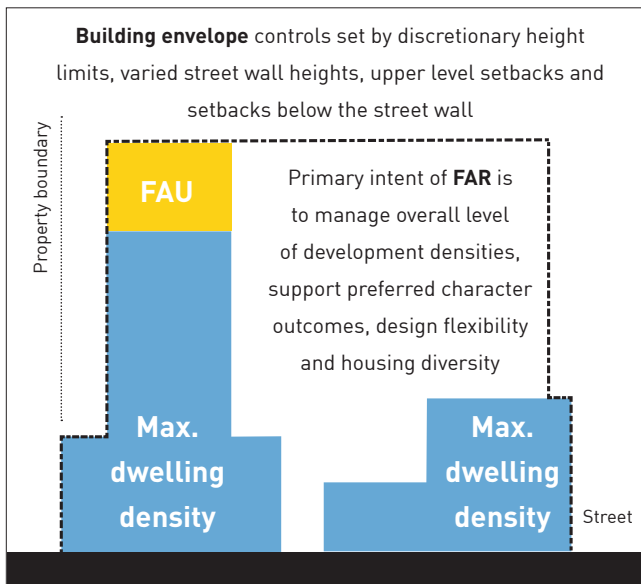 Building envelope controls set by discretionary height
limits, varied street wall heights, upper level setbacks and
setbacks below the street wall
Property boundary
FAU
Primary intent of FAR is
to manage overall level
of development densities,
support preferred character
outcomes, design flexibility
and housing diversity
Max.
dwelling
density
Max.
dwelling
density
Street